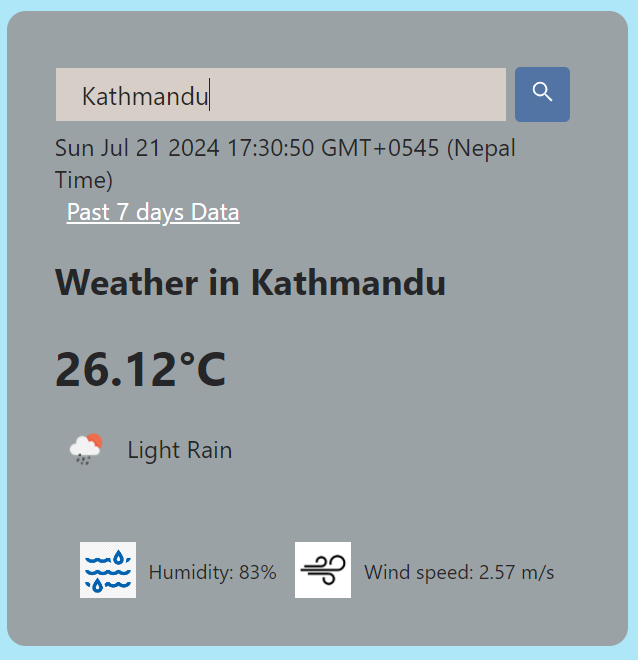 Kathmandu
Sun Jul 21 2024 17:30:50 GMT+0545 (Nepal
Time)
Past 7 days Data
Weather in Kathmandu
26.12°C
Light Rain
Humidity: 83% Wind speed: 2.57 m/s